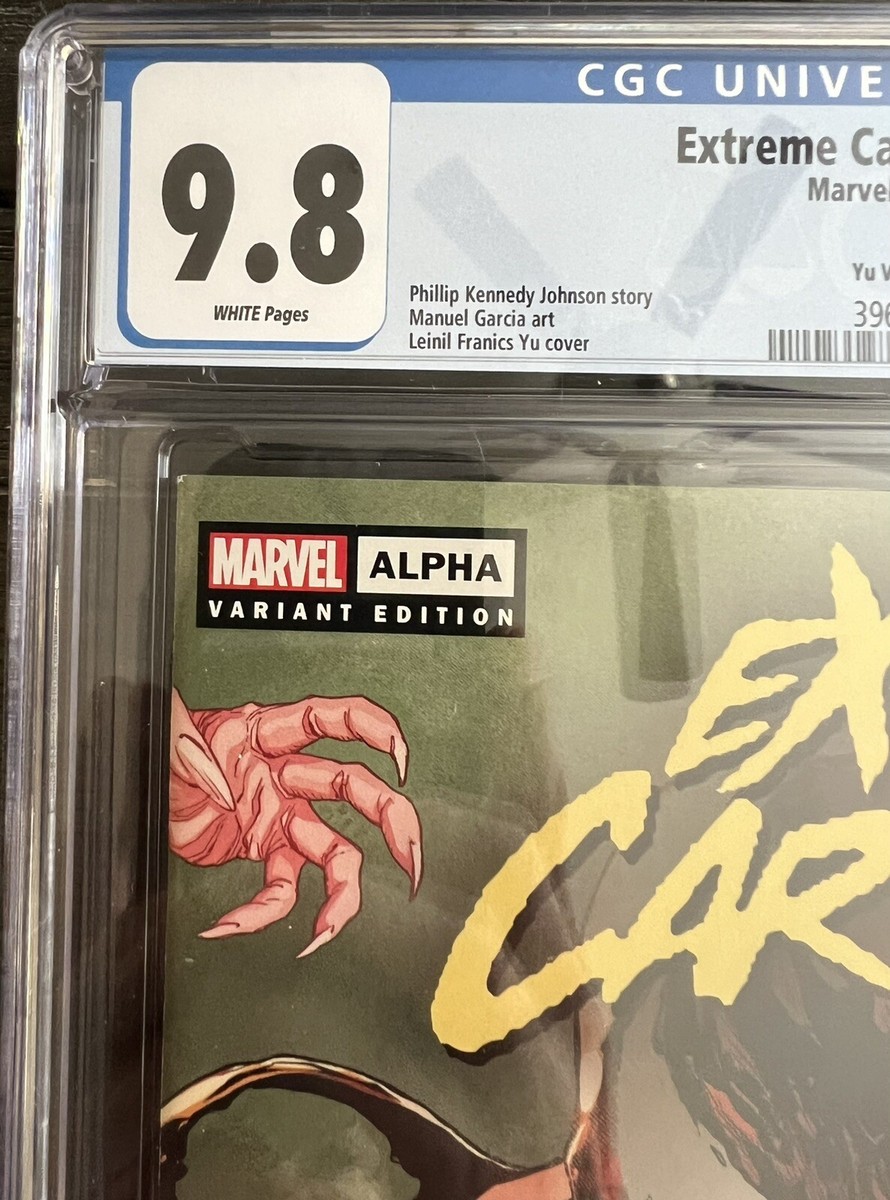 CGC UNIVE
9.8
WHITE Pages
Extreme Ca
Marvel
Yu V
396
Phillip Kennedy Johnson story
Manuel Garcia art
Leinil Franics Yu cover
MARVEL ALPHA
VARIANT EDITION
EX
CAR